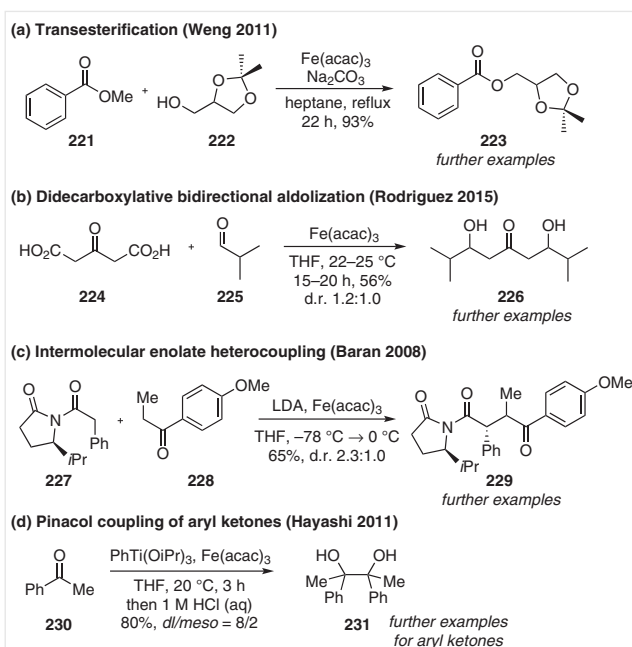 (a) Transesterification (Weng 2011)
O
OMe
221
+
HO
O
O
222
Fe(acac)3
Na2CO3
heptane, reflux
22 h, 93%
O
O
O
O
223
further examples
(b) Didecarboxylative bidirectional aldolization (Rodriguez 2015)
HO2C
O
CO2H
224
+
O
225
Fe(acac)3
THF, 22–25 °C
15–20 h, 56%
d.r. 1.2:1.0
OH
O
OH
226
further examples
(c) Intermolecular enolate heterocoupling (Baran 2008)
O
O
N
Ph
iPr
227
+
Me
O
OMe
228
LDA, Fe(acac)3
THF, –78 °C → 0 °C
65%, d.r. 2.3:1.0
O
O
Me
OMe
N
Ph
O
iPr
229
further examples
(d) Pinacol coupling of aryl ketones (Hayashi 2011)
O
Ph
Me
230
PhTi(OiPr)3, Fe(acac)3
THF, 20 °C, 3 h
then 1 M HCl (aq)
80%, dl/meso = 8/2
HO
OH
Me
Me
Ph
Ph
231
further examples
for aryl ketones